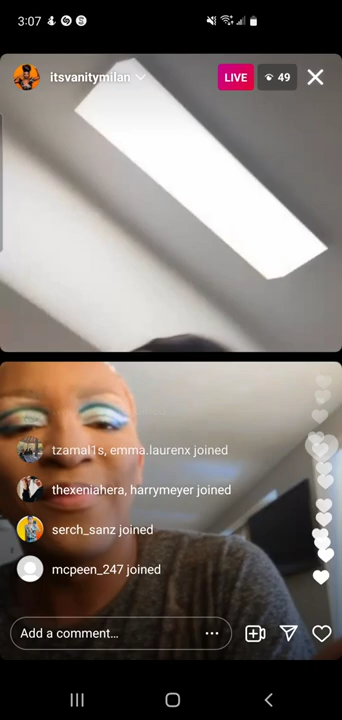 3:07
itsvanitymilan
LIVE
49
tzamal1s, emma.laurenx joined
thexeniahera, harrymeyer joined
serch_sanz joined
mcpeen_247 joined
Add a comment...